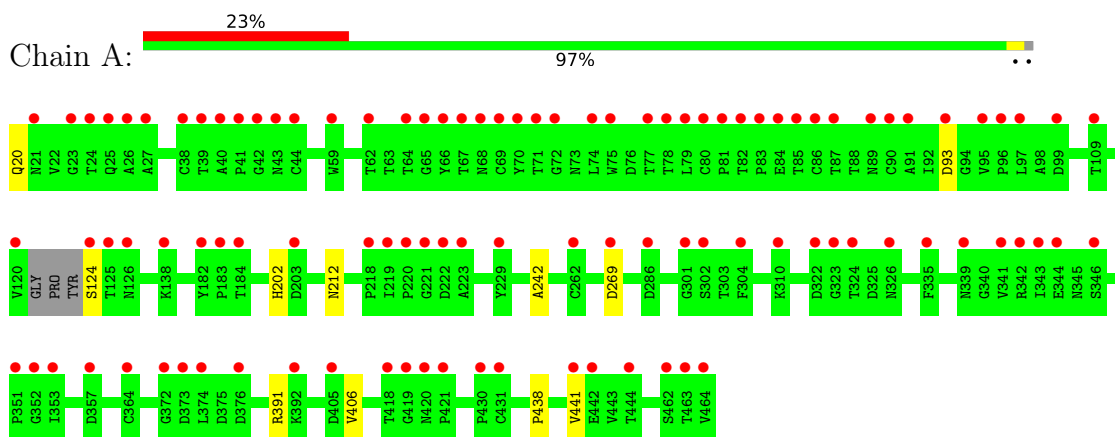 23%
Chain A:
97%
Q20 N21 V22 G23 T24 Q25 A26 A27 C38 T39 A40 P41 G42 N43 C44 W59 T62 T63 T64 G65 Y66 T67 N68 C69 Y70 T71 G72 N73 L74 W75 D76 T77 T78 L79 C80 P81 T82 P83 E84 T85 C86 T87 T88 N89 C90 A91 I92 D93 G94 V95 P96 L97 A98 D99 T109
V120 GLY PRO TYR S124 T125 N126 K138 Y182 P183 T184 H202 D203 N212 P218 I219 P220 G221 D222 A223 Y229 A242 C262 D269 D286 G301 S302 T303 F304 K310 D322 G323 T324 D325 N326 F335 N339 G340 V341 R342 I343 E344 N345 S346
P351 G352 I353 D357 C364 G372 D373 L374 D375 D376 R391 K392 D405 V406 T418 G419 N420 P421 P430 C431 P438 V441 E442 V443 T444 S462 T463 V464